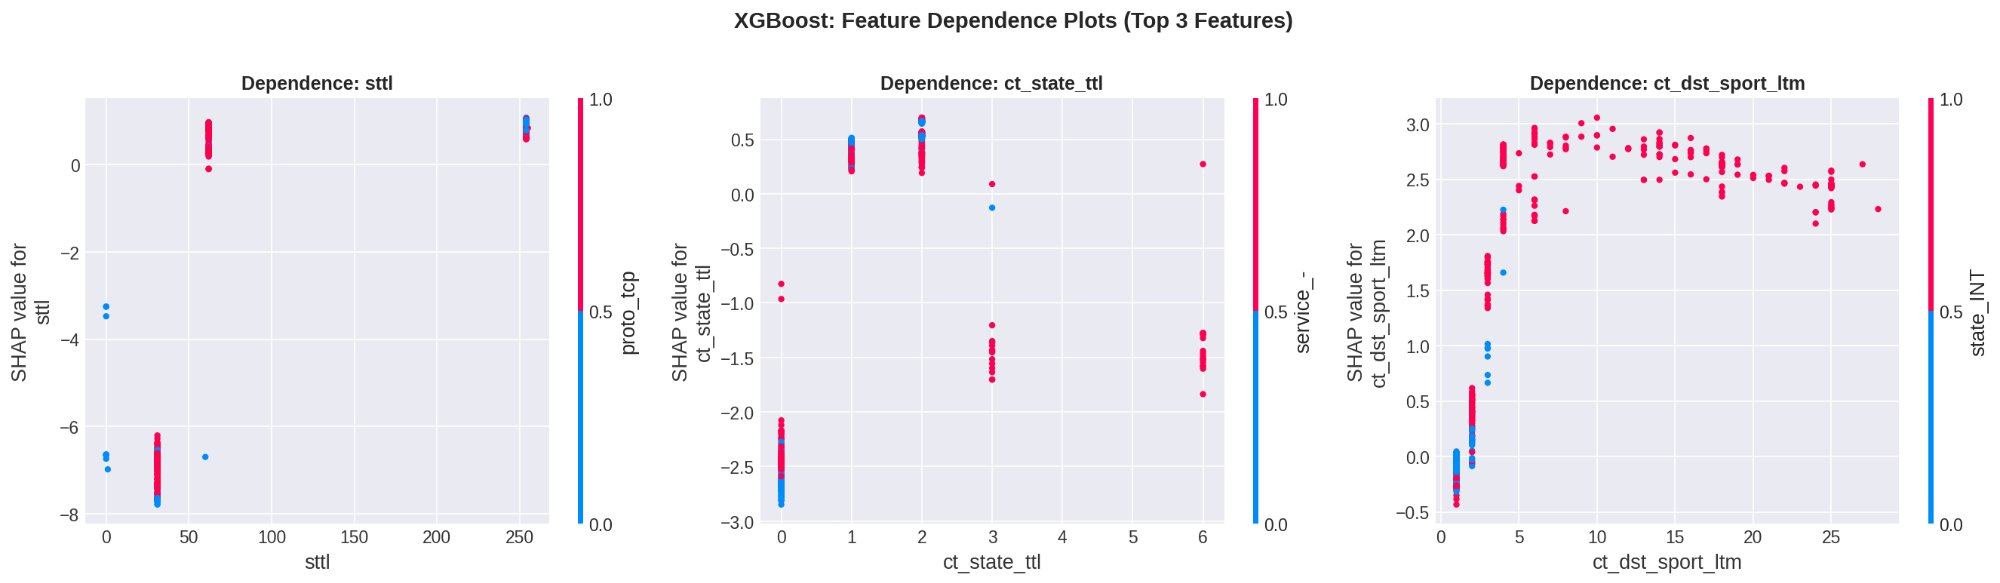 XGBoost: Feature Dependence Plots (Top 3 Features)
Dependence: sttl
0
−2
−4
−6
−8
SHAP value for
sttl
0 50 100 150 200 250
sttl
1.0
0.5
0.0
proto_tcp
Dependence: ct_state_ttl
0.5
0.0
−0.5
−1.0
−1.5
−2.0
−2.5
−3.0
SHAP value for
ct_state_ttl
0 1 2 3 4 5 6
ct_state_ttl
1.0
0.5
0.0
service_-
Dependence: ct_dst_sport_ltm
3.0
2.5
2.0
1.5
1.0
0.5
0.0
−0.5
SHAP value for
ct_dst_sport_ltm
0 5 10 15 20 25
ct_dst_sport_ltm
1.0
0.5
0.0
state_INT